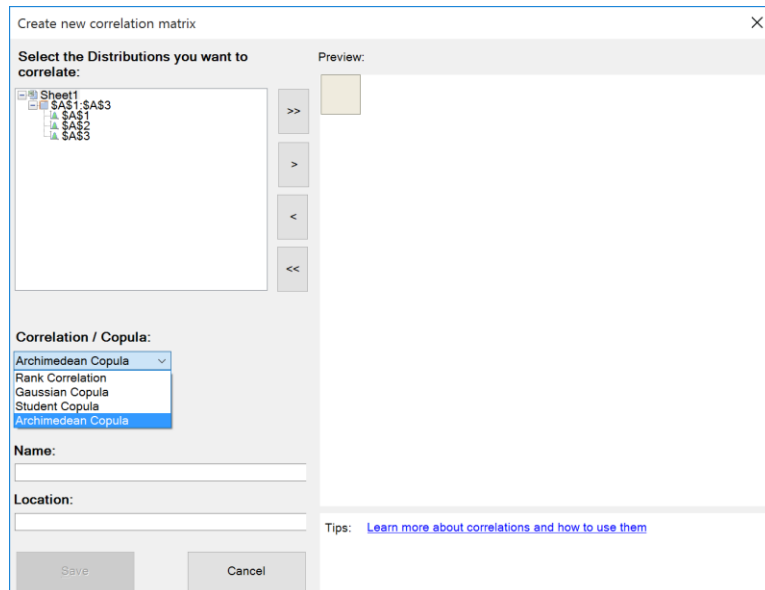 Create new correlation matrix
Select the Distributions you want to
correlate:
Preview:
Sheet1
$A$1:$A$3
$A$1
$A$2
$A$3
>>
>
<
<<
Correlation / Copula:
Archimedean Copula
Rank Correlation
Gaussian Copula
Student Copula
Archimedean Copula
Name:
Location:
Save
Cancel
Tips: Learn more about correlations and how to use them